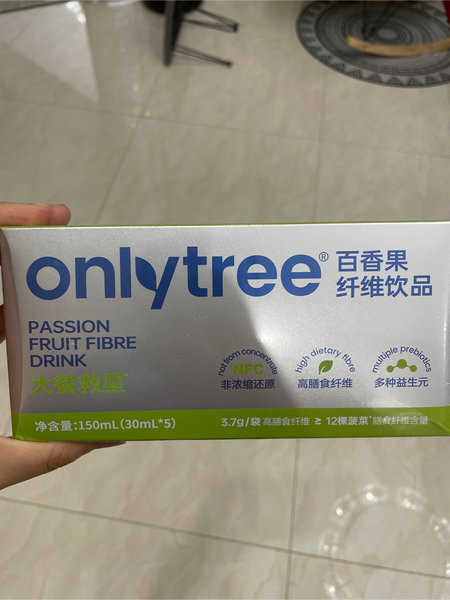 onlytree®
百香果
纤维饮品
PASSION
FRUIT FIBRE
DRINK
大餐救星
not from concentrate
NFC
非浓缩还原
high dietary fibre
高膳食纤维
multiple prebiotics
多种益生元
净含量:150mL(30mL*5)
3.7g/袋 高膳食纤维 ≥ 12棵菠菜*膳食纤维含量